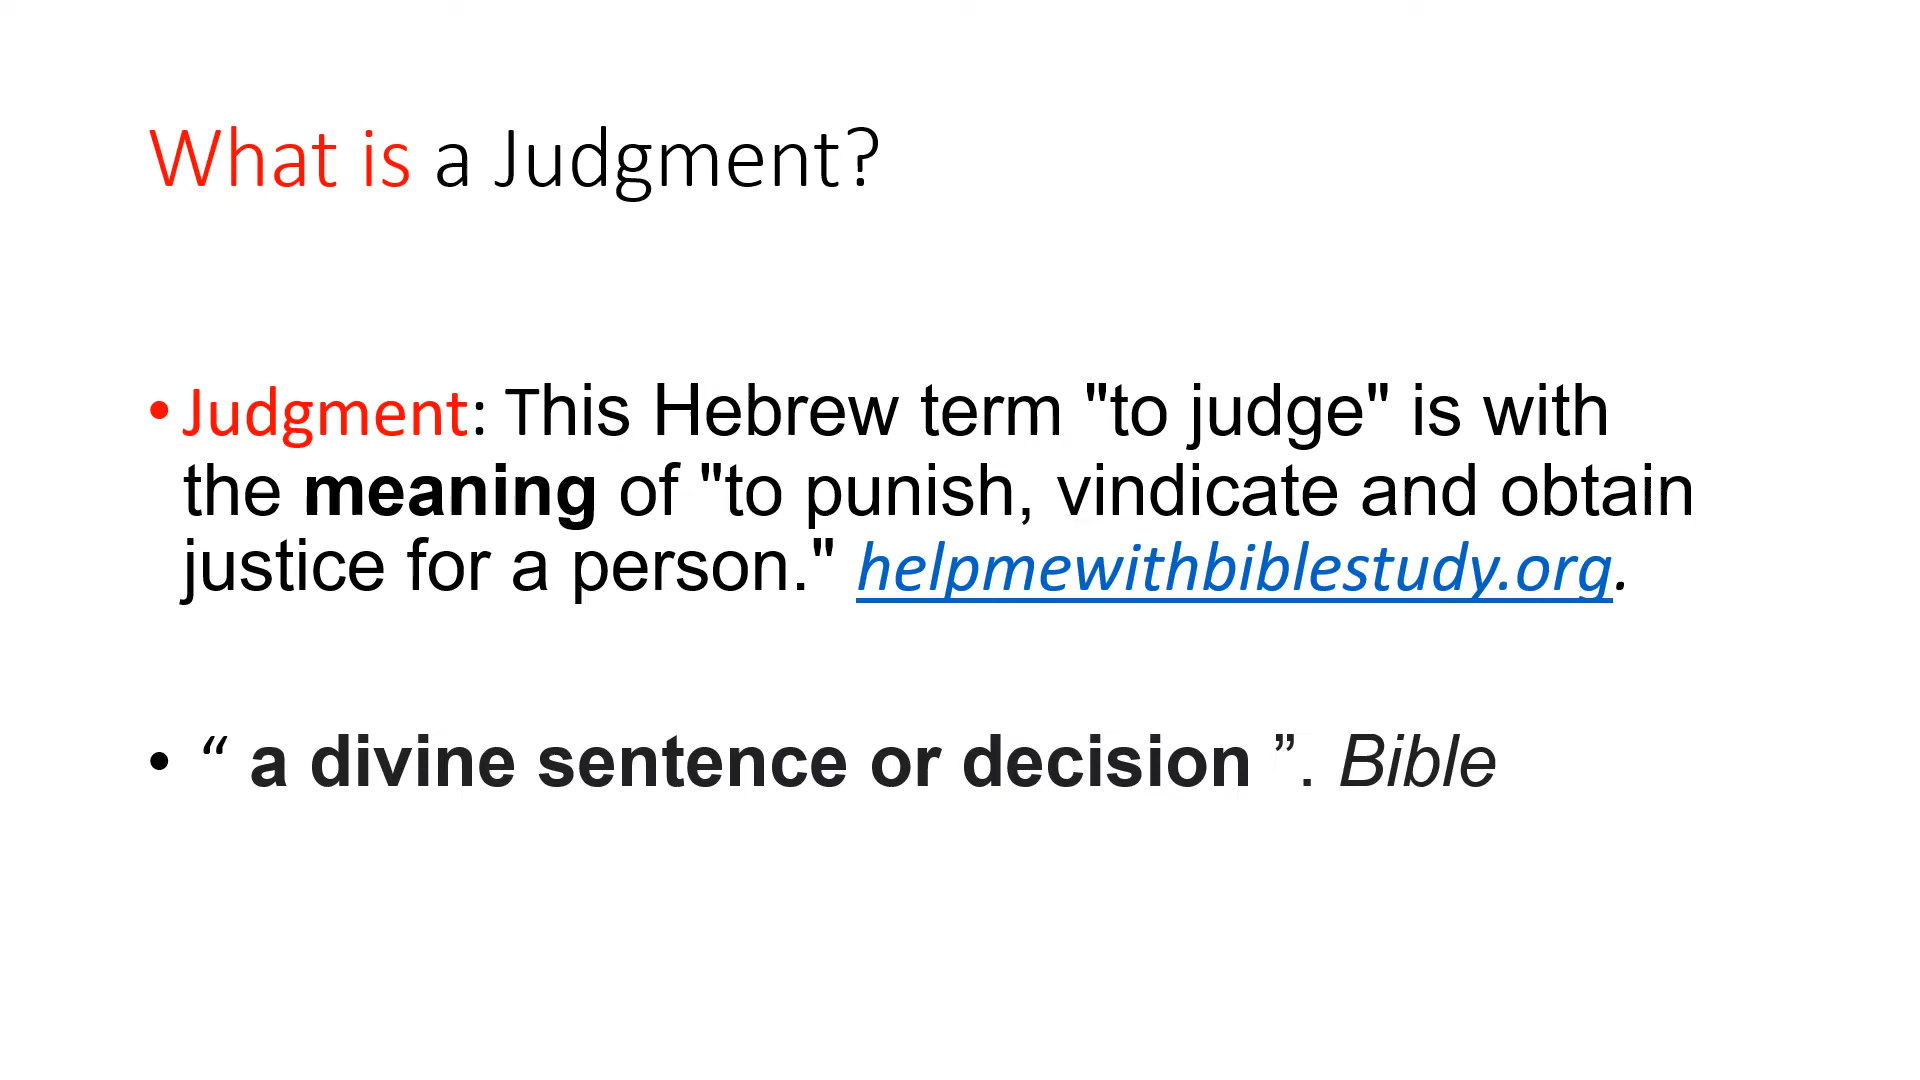 What is a Judgment?
• Judgment: This Hebrew term "to judge" is with
the meaning of "to punish, vindicate and obtain
justice for a person." helpmewithbiblestudy.org.
• “ a divine sentence or decision ”. Bible